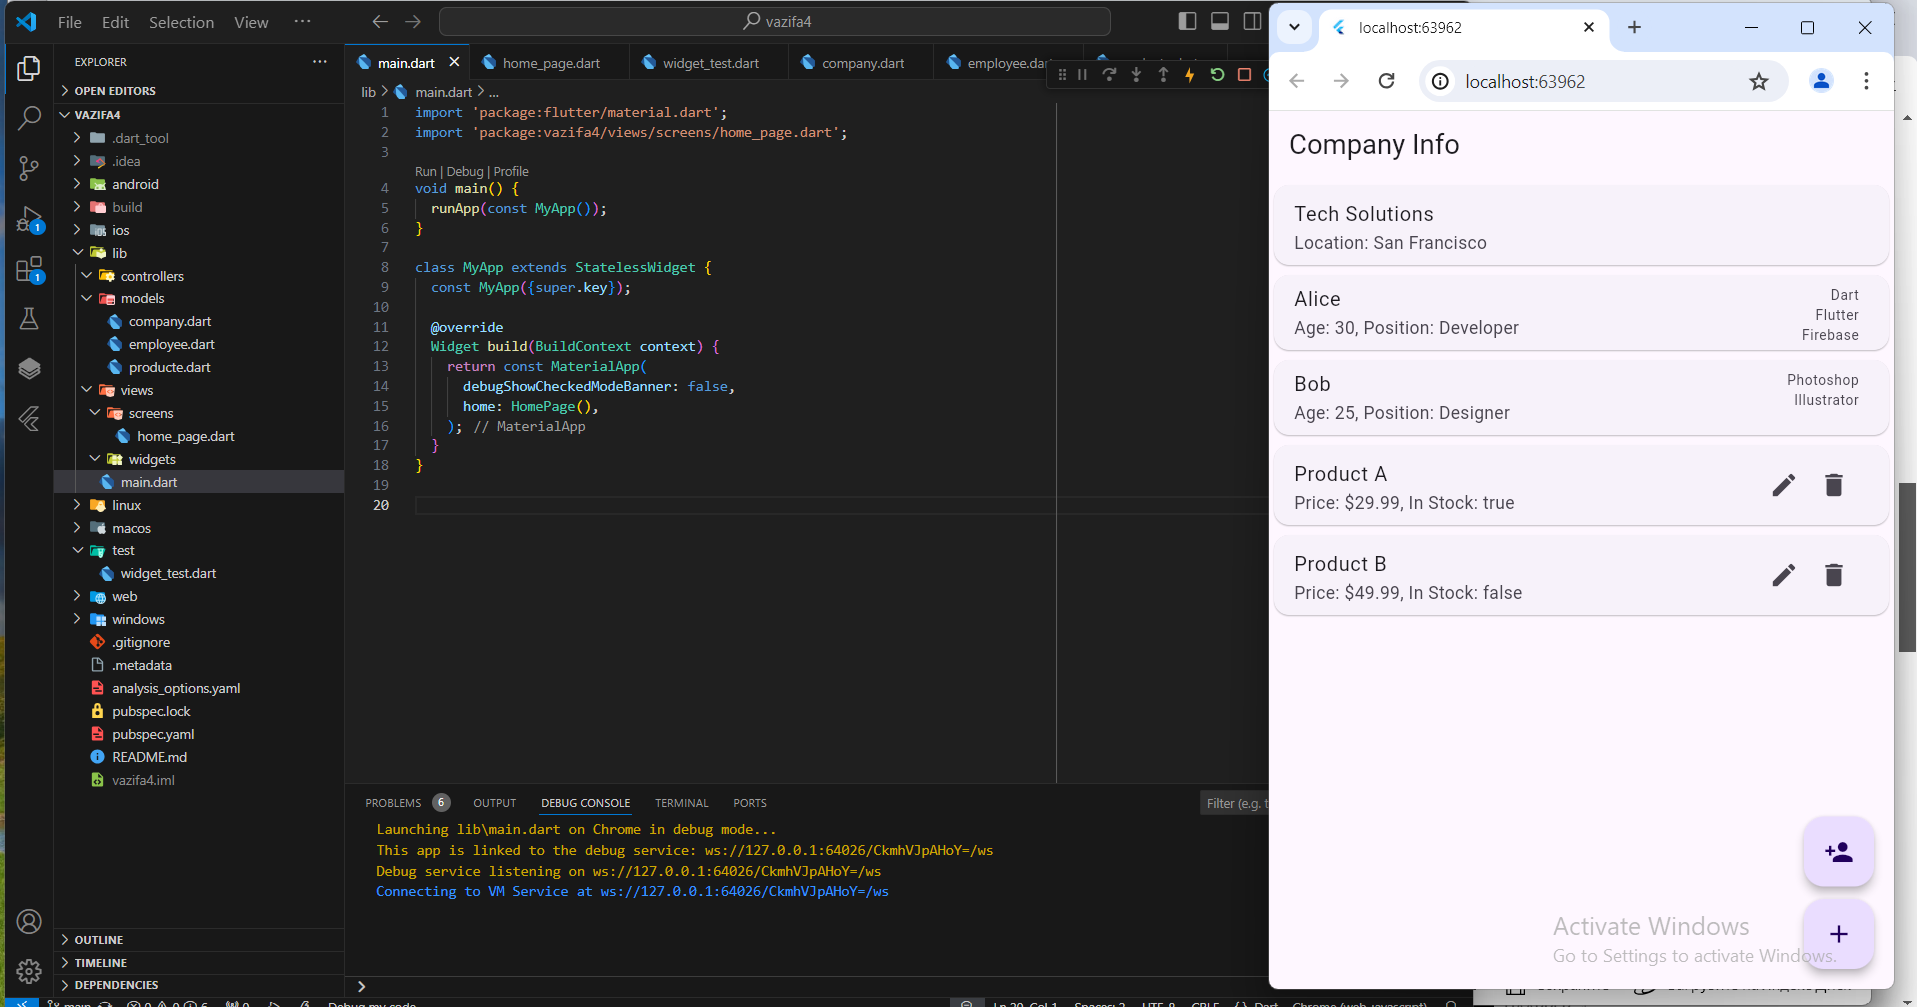 File Edit Selection View ···
vazifa4
EXPLORER ···
OPEN EDITORS
VAZIFA4
.dart_tool
.idea
android
build
ios
lib
controllers
models
company.dart
employee.dart
producte.dart
views
screens
home_page.dart
widgets
main.dart
linux
macos
test
widget_test.dart
web
windows
.gitignore
.metadata
analysis_options.yaml
pubspec.lock
pubspec.yaml
README.md
vazifa4.iml
OUTLINE
TIMELINE
DEPENDENCIES
1
1
main.dart home_page.dart widget_test.dart company.dart employee.dart
lib > main.dart > ...
1 import 'package:flutter/material.dart';
2 import 'package:vazifa4/views/screens/home_page.dart';
3
Run | Debug | Profile
4 void main() {
5 runApp(const MyApp());
6 }
7
8 class MyApp extends StatelessWidget {
9 const MyApp({super.key});
10
11 @override
12 Widget build(BuildContext context) {
13 return const MaterialApp(
14 debugShowCheckedModeBanner: false,
15 home: HomePage(),
16 ); // MaterialApp
17 }
18 }
19
20
PROBLEMS 6 OUTPUT DEBUG CONSOLE TERMINAL PORTS Filter (e.g. t
Launching lib\main.dart on Chrome in debug mode...
This app is linked to the debug service: ws://127.0.0.1:64026/CkmhVJpAHoY=/ws
Debug service listening on ws://127.0.0.1:64026/CkmhVJpAHoY=/ws
Connecting to VM Service at ws://127.0.0.1:64026/CkmhVJpAHoY=/ws
main 0 0 6 0 Debug my code Ln 20, Col 1 Spaces: 2 UTF-8 CRLF {} Dart Chrome (web-javascript)
localhost:63962
localhost:63962
Company Info
Tech Solutions
Location: San Francisco
Alice
Age: 30, Position: Developer
Dart
Flutter
Firebase
Bob
Age: 25, Position: Designer
Photoshop
Illustrator
Product A
Price: $29.99, In Stock: true
Product B
Price: $49.99, In Stock: false
Activate Windows
Go to Settings to activate Windows.